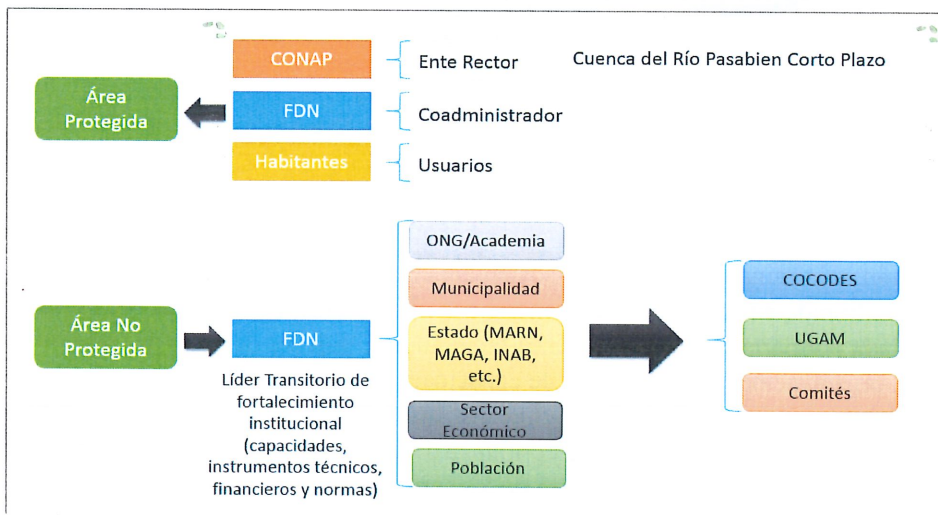 Cuenca del Río Pasabien Corto Plazo
CONAP
Ente Rector
Área
Protegida
FDN
Coadministrador
Habitantes
Usuarios
Área No
Protegida
FDN
Líder Transitorio de
fortalecimiento
institucional
(capacidades,
instrumentos técnicos,
financieros y normas)
ONG/Academia
Municipalidad
Estado (MARN,
MAGA, INAB,
etc.)
Sector
Económico
Población
COCODES
UGAM
Comités